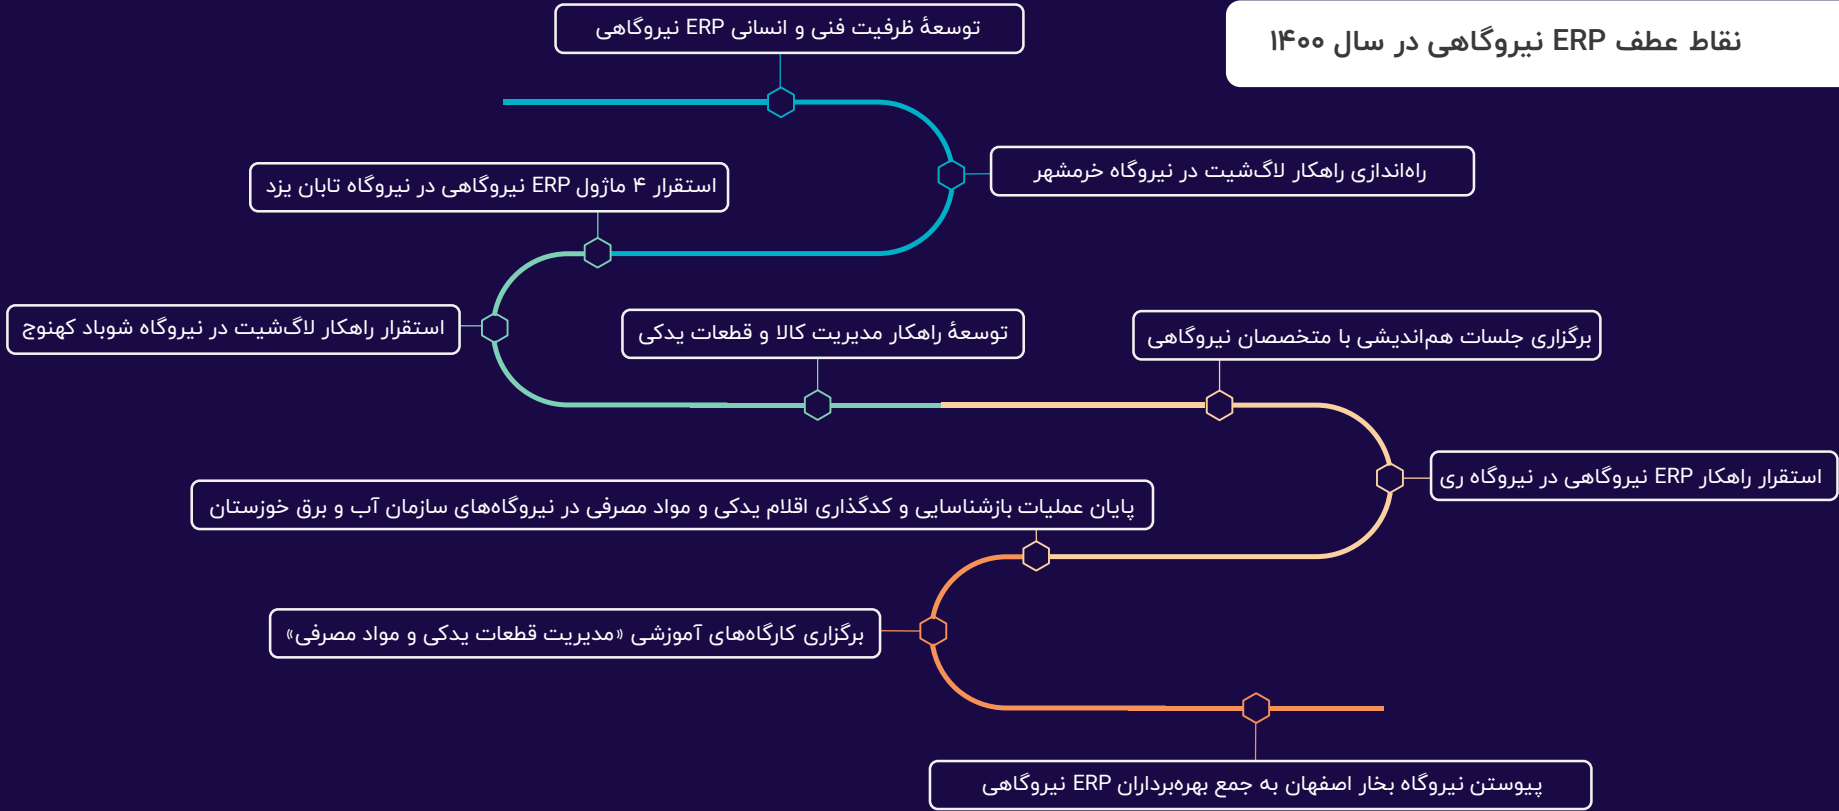 نقاط عطف ERP نیروگاهی در سال ۱۴۰۰
توسعهٔ ظرفیت فنی و انسانی ERP نیروگاهی
راه‌اندازی راهکار لاگ‌شیت در نیروگاه خرمشهر
استقرار ۴ ماژول ERP نیروگاهی در نیروگاه تابان یزد
استقرار راهکار لاگ‌شیت در نیروگاه شوباد کهنوج
توسعهٔ راهکار مدیریت کالا و قطعات یدکی
برگزاری جلسات هم‌اندیشی با متخصصان نیروگاهی
استقرار راهکار ERP نیروگاهی در نیروگاه ری
پایان عملیات بازشناسایی و کدگذاری اقلام یدکی و مواد مصرفی در نیروگاه‌های سازمان آب و برق خوزستان
برگزاری کارگاه‌های آموزشی «مدیریت قطعات یدکی و مواد مصرفی»
پیوستن نیروگاه بخار اصفهان به جمع بهره‌برداران ERP نیروگاهی